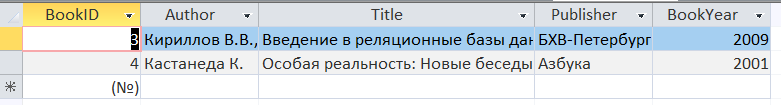 BookID Author Title Publisher BookYear
3 Кириллов В.В., Введение в реляционные базы дан БХВ-Петербург 2009
4 Кастанеда К. Особая реальность: Новые беседы Азбука 2001
(№)